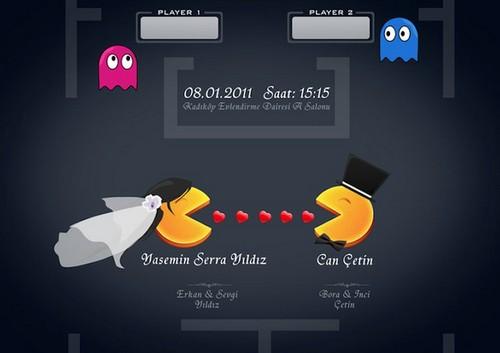 PLAYER 1 PLAYER 2
08.01.2011 Saat: 15:15
Kadıköy Evlendirme Dairesi A Salonu
Yasemin Serra Yıldız Can Çetin
Erkan & Sevgi Bora & İnci
Yıldız Çetin